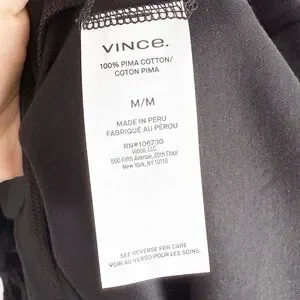 VINCE.
100% PIMA COTTON/
COTON PIMA
M/M
MADE IN PERU
FABRIQUÉ AU PÉROU
RN#106730
Vince, LLC
500 Fifth Avenue, 20th Floor
New York, NY 10110
SEE REVERSE FOR CARE
VOIR AU VERSO POUR LES SOINS